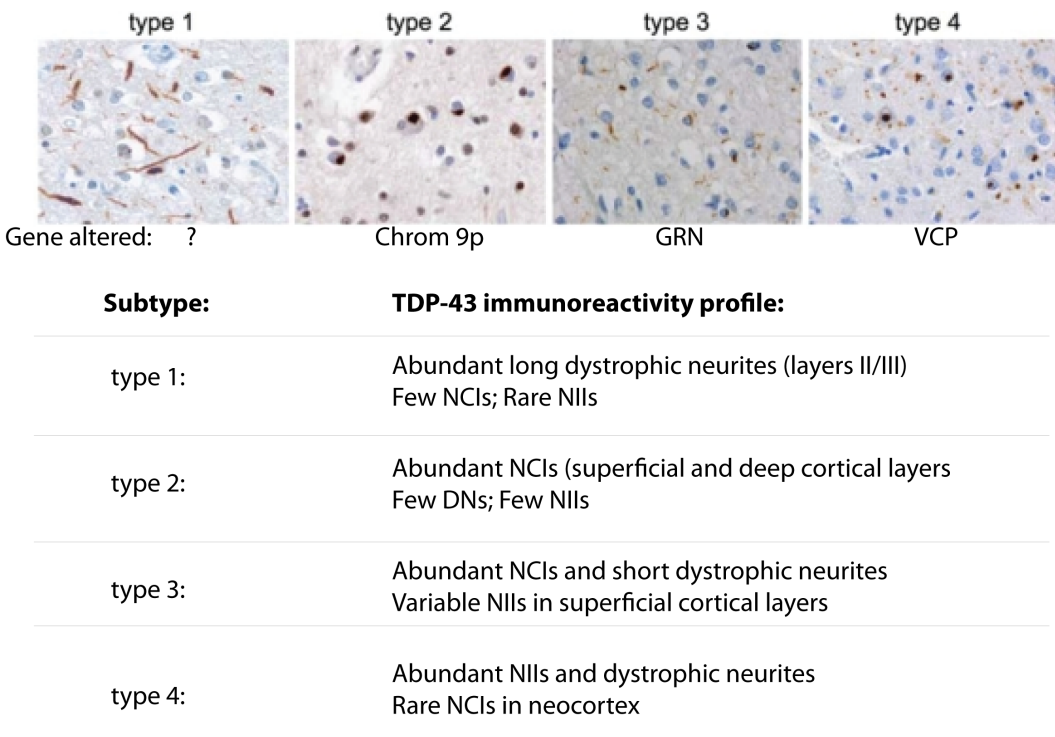 type 1 type 2 type 3 type 4
Gene altered: ? Chrom 9p GRN VCP
Subtype: TDP-43 immunoreactivity profile:
type 1:
Abundant long dystrophic neurites (layers II/III)
Few NCIs; Rare NIIs
type 2:
Abundant NCIs (superficial and deep cortical layers
Few DNs; Few NIIs
type 3:
Abundant NCIs and short dystrophic neurites
Variable NIIs in superficial cortical layers
type 4:
Abundant NIIs and dystrophic neurites
Rare NCIs in neocortex